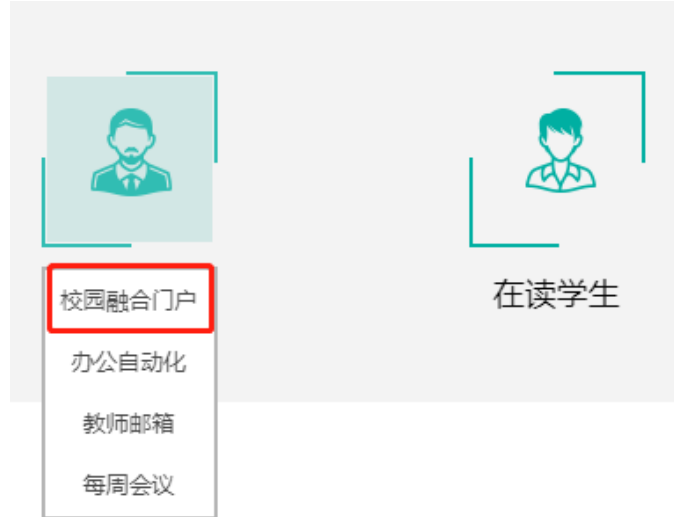 校园融合门户
在读学生
办公自动化
教师邮箱
每周会议